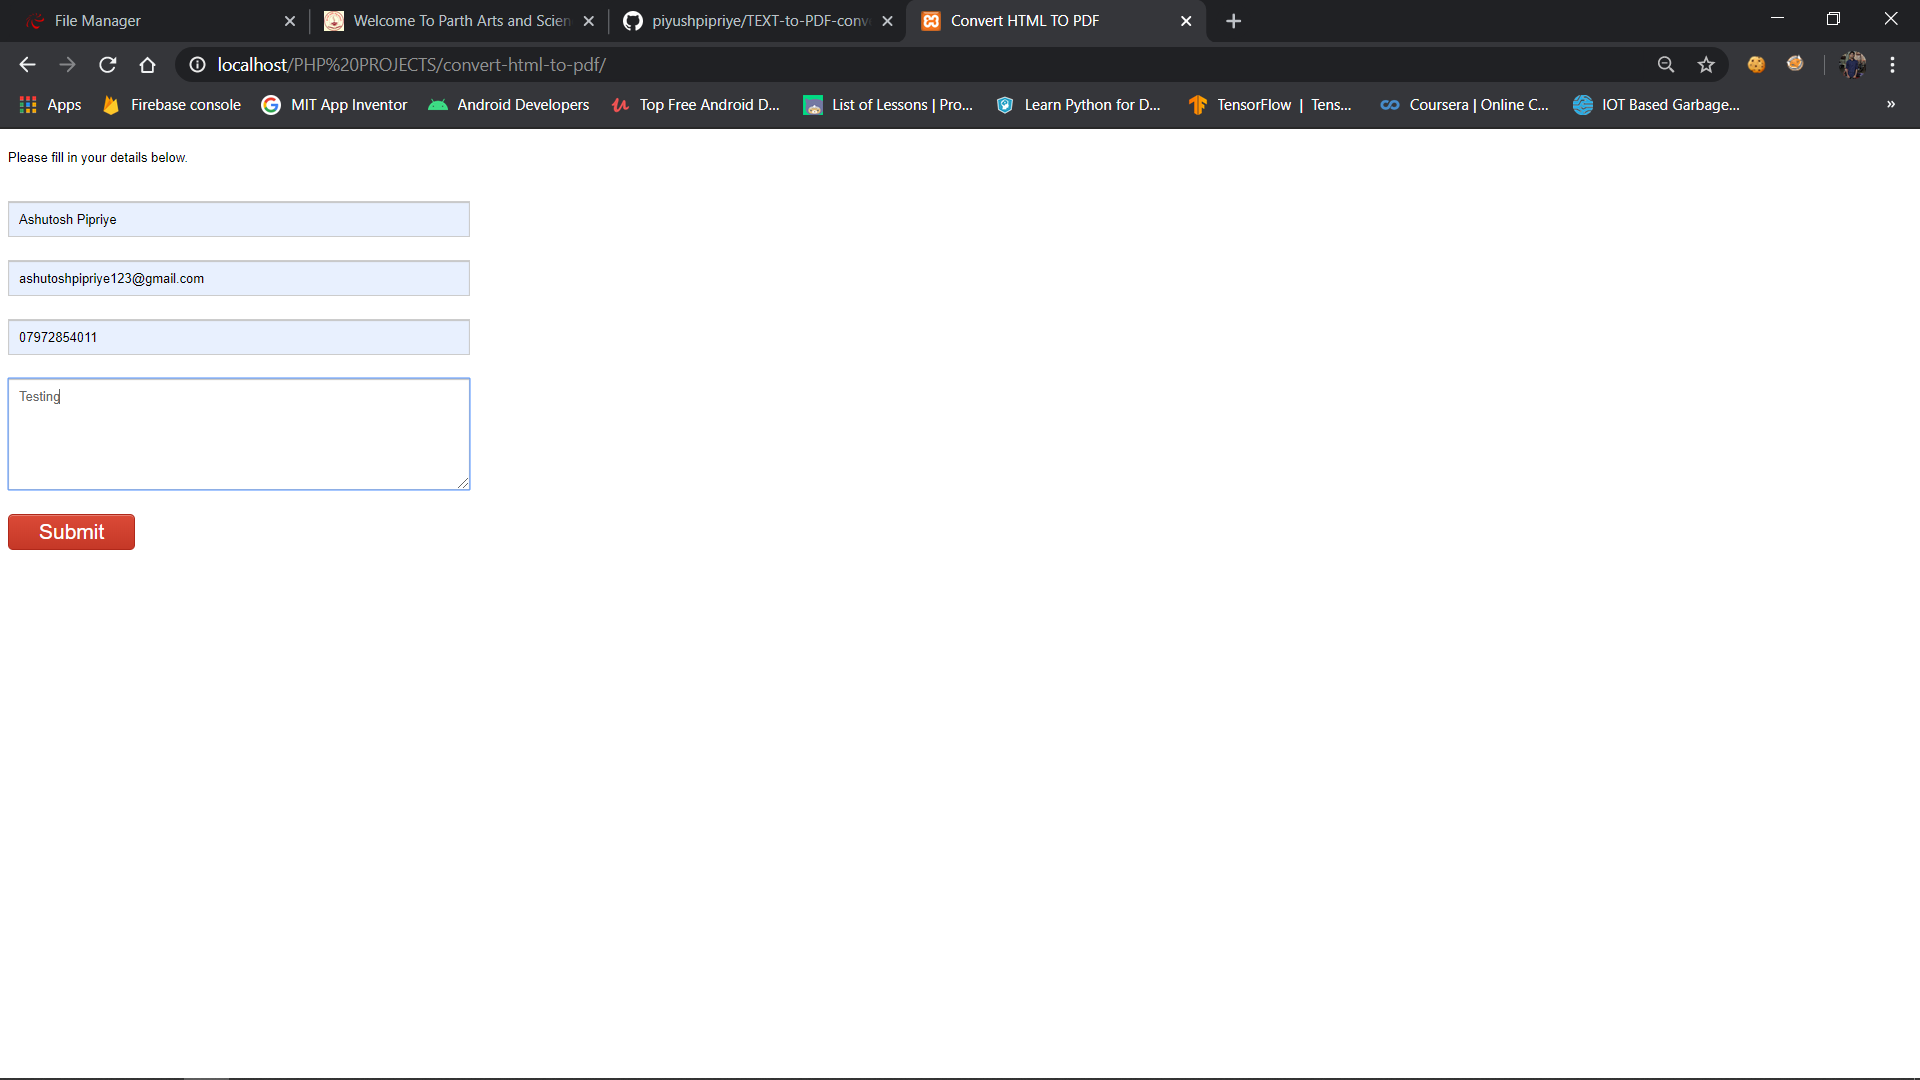 File Manager
Welcome To Parth Arts and Scien
piyushpipriye/TEXT-to-PDF-conv
Convert HTML TO PDF
localhost/PHP%20PROJECTS/convert-html-to-pdf/
Apps
Firebase console
MIT App Inventor
Android Developers
Top Free Android D...
List of Lessons | Pro...
Learn Python for D...
TensorFlow | Tens...
Coursera | Online C...
IOT Based Garbage...
»
Please fill in your details below.
Ashutosh Pipriye
ashutoshpipriye123@gmail.com
07972854011
Testing
Submit